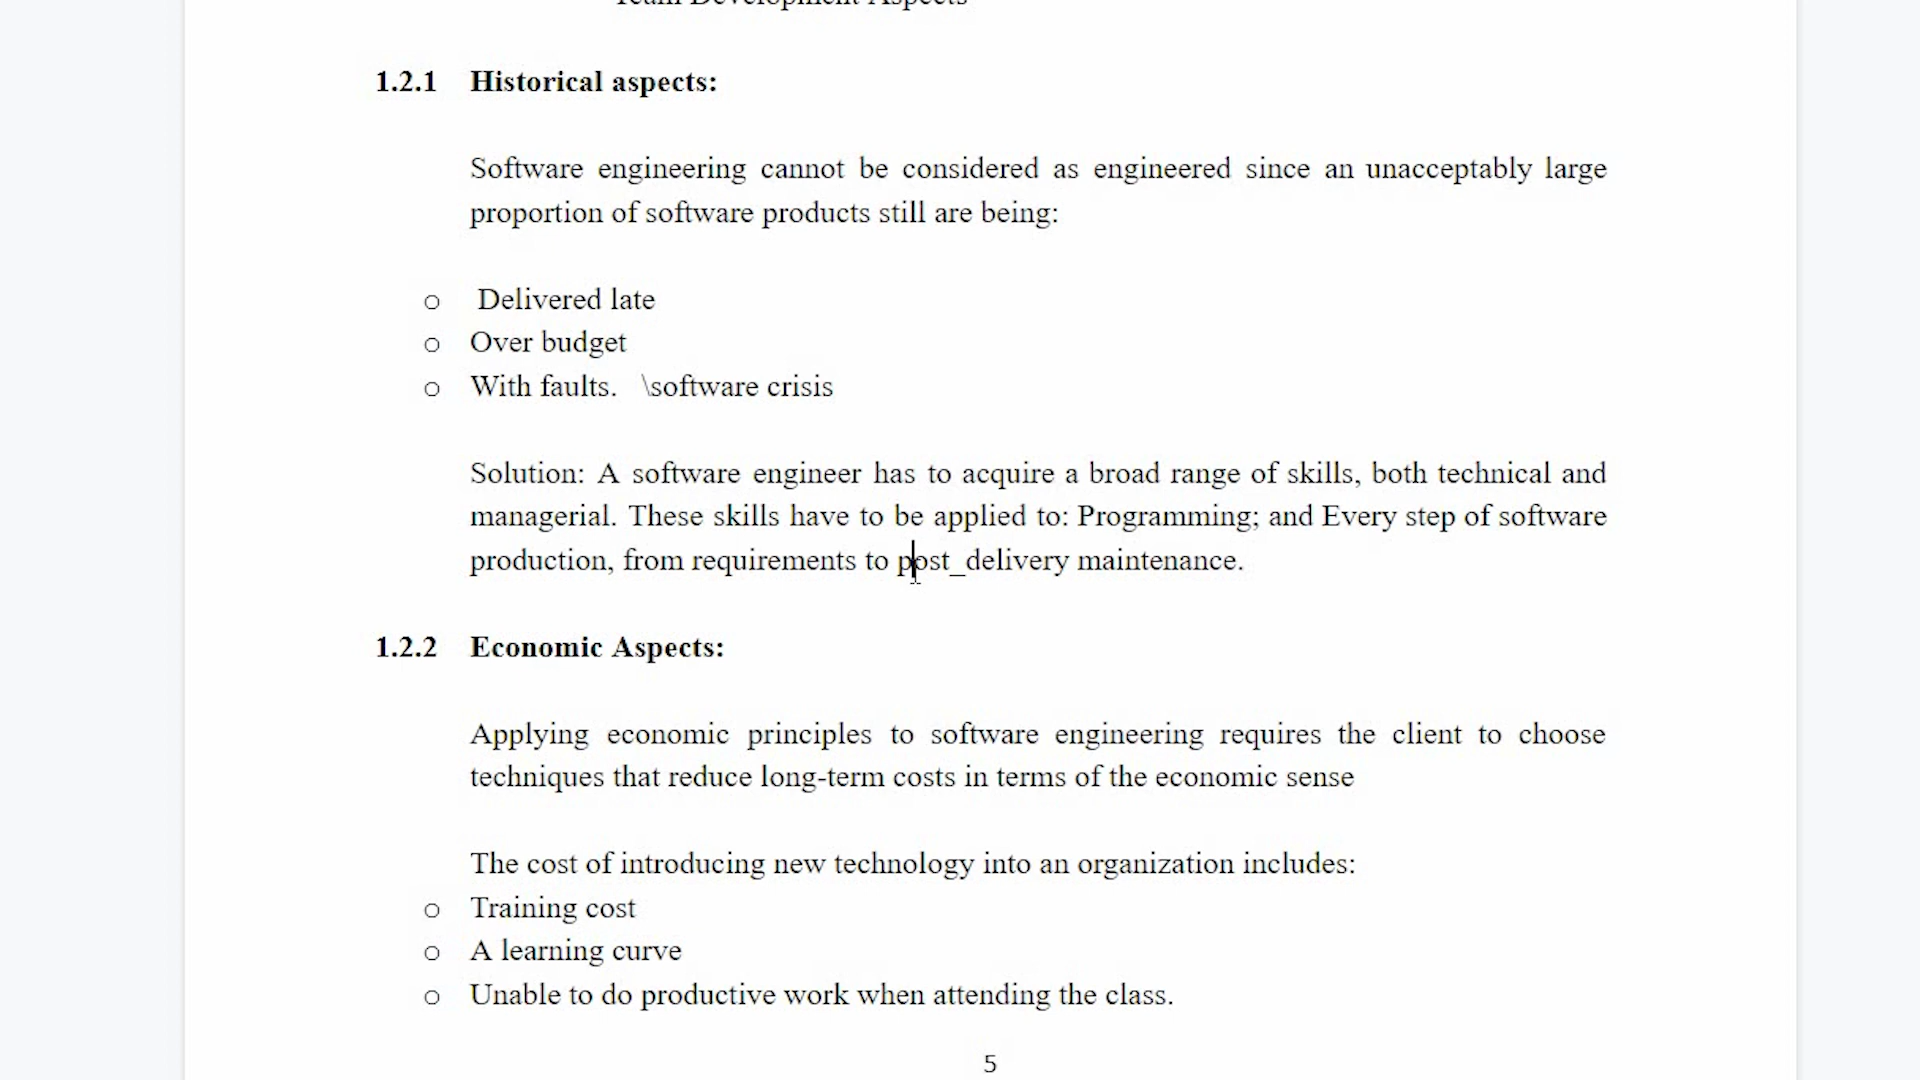 Team Development Aspects
1.2.1 Historical aspects:
Software engineering cannot be considered as engineered since an unacceptably large
proportion of software products still are being:
o Delivered late
o Over budget
o With faults. \software crisis
Solution: A software engineer has to acquire a broad range of skills, both technical and
managerial. These skills have to be applied to: Programming; and Every step of software
production, from requirements to post_delivery maintenance.
1.2.2 Economic Aspects:
Applying economic principles to software engineering requires the client to choose
techniques that reduce long-term costs in terms of the economic sense
The cost of introducing new technology into an organization includes:
o Training cost
o A learning curve
o Unable to do productive work when attending the class.
5